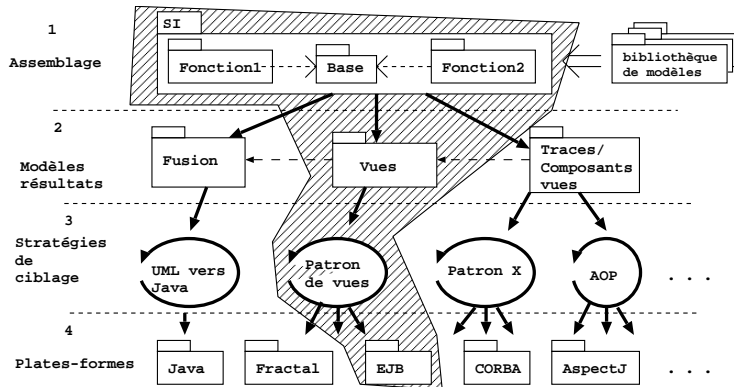 1
Assemblage
SI
Fonction1
Base
Fonction2
bibliothèque
de modèles
2
Modèles
résultats
Fusion
Vues
Traces/
Composants
vues
3
Stratégies
de
ciblage
UML vers
Java
Patron
de vues
Patron X
AOP
. . .
4
Plates-formes
Java
Fractal
EJB
CORBA
AspectJ
. . .